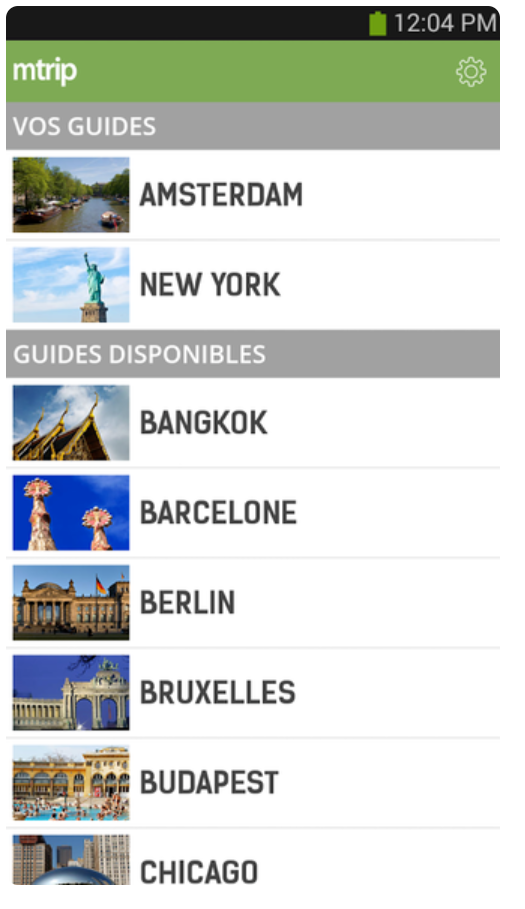 12:04 PM
mtrip
VOS GUIDES
AMSTERDAM
NEW YORK
GUIDES DISPONIBLES
BANGKOK
BARCELONE
BERLIN
BRUXELLES
BUDAPEST
CHICAGO